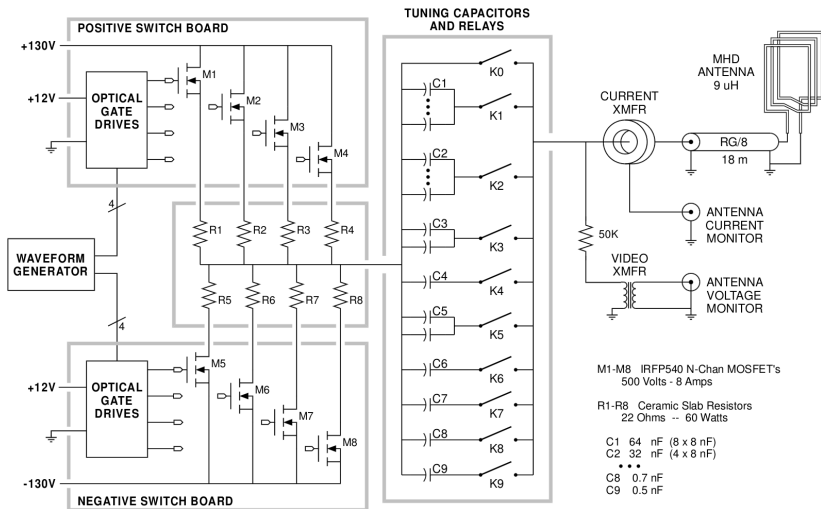 TUNING CAPACITORS
AND RELAYS
POSITIVE SWITCH BOARD
+130V
+12V
OPTICAL
GATE
DRIVES
M1
M2
M3
M4
4
R1
R2
R3
R4
WAVEFORM
GENERATOR
R5
R6
R7
R8
4
+12V
OPTICAL
GATE
DRIVES
M5
M6
M7
M8
-130V
NEGATIVE SWITCH BOARD
K0
C1
K1
C2
K2
C3
K3
C4
K4
C5
K5
C6
K6
C7
K7
C8
K8
C9
K9
MHD
ANTENNA
9 uH
CURRENT
XMFR
RG/8
18 m
ANTENNA
CURRENT
MONITOR
50K
VIDEO
XMFR
ANTENNA
VOLTAGE
MONITOR
M1-M8 IRFP540 N-Chan MOSFET's
500 Volts - 8 Amps
R1-R8 Ceramic Slab Resistors
22 Ohms -- 60 Watts
C1 64 nF (8 x 8 nF)
C2 32 nF (4 x 8 nF)
• • •
C8 0.7 nF
C9 0.5 nF